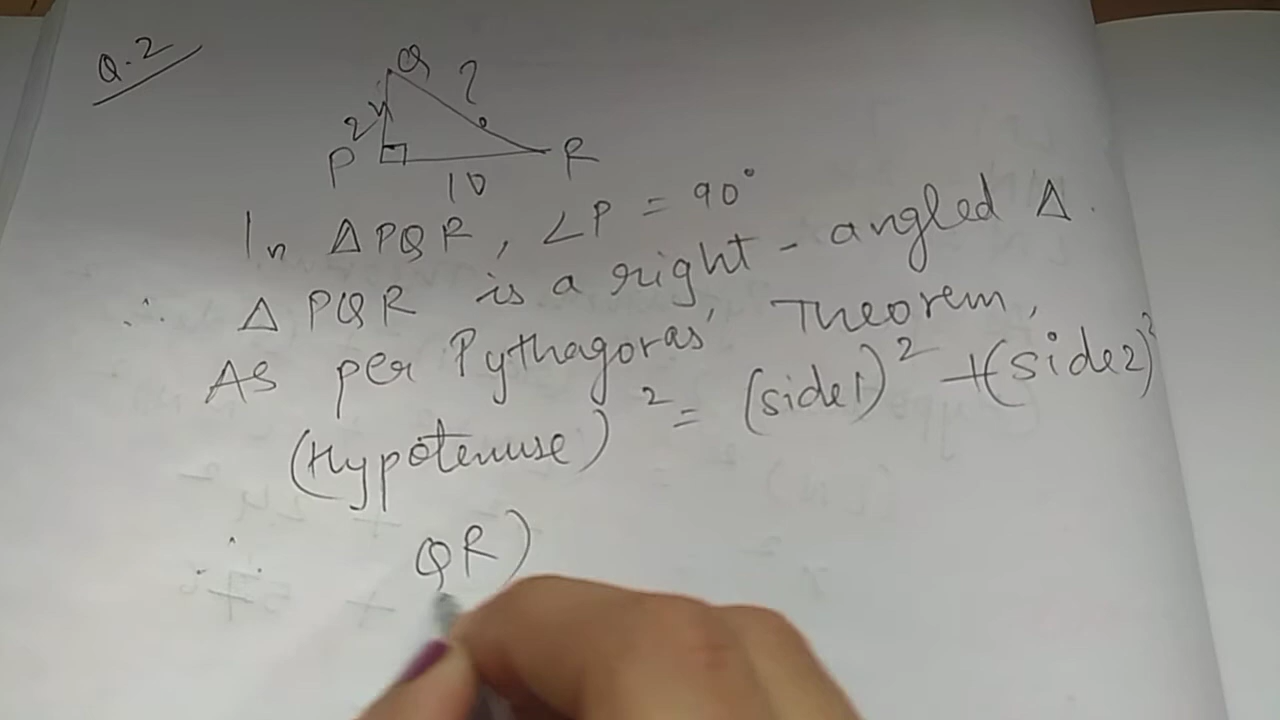 Q.2
Q ?
24
P
R
10
In Δ PQR, ∠P = 90°
∴ Δ PQR is a right-angled Δ.
As per Pythagoras' Theorem,
(Hypotenuse)² = (side1)² + (side2)²
∴ QR)